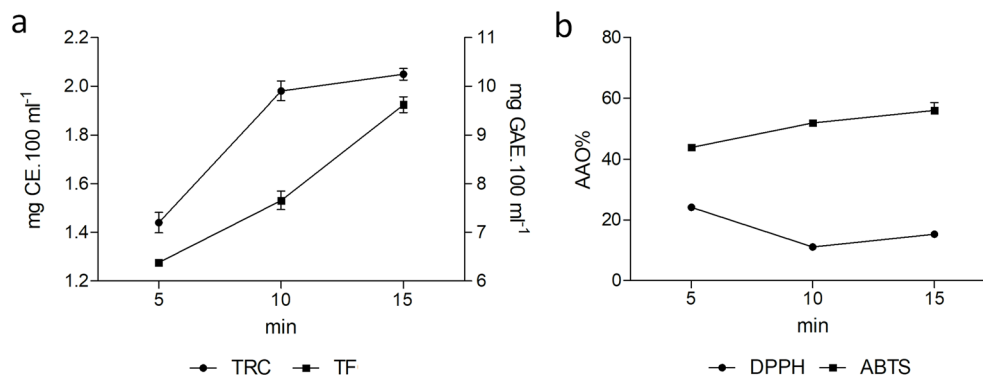 a
2.2
2.0
1.8
1.6
1.4
1.2
mg CE.100 ml⁻¹
11
10
9
8
7
6
mg GAE.100 ml⁻¹
5 10 15
min
TRC TF
b
80
60
40
20
0
AAO%
5 10 15
min
DPPH ABTS